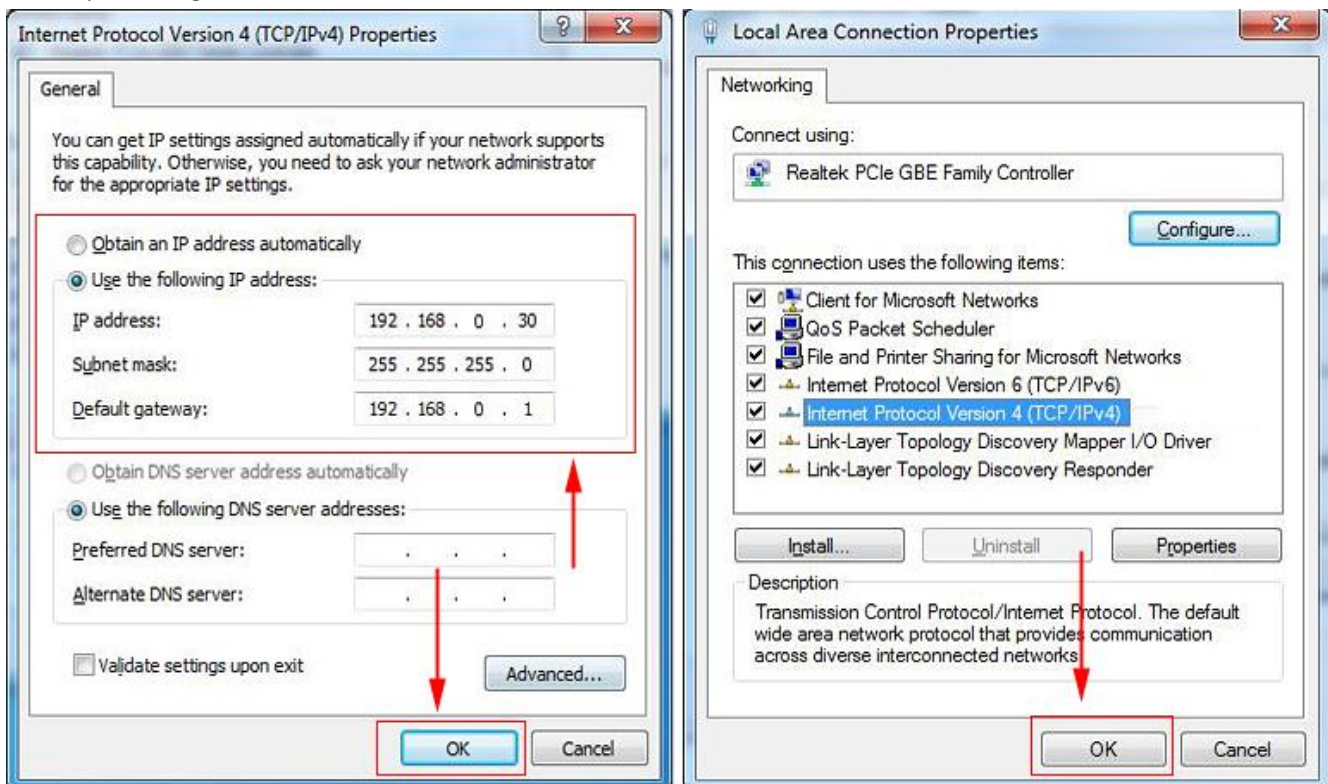 Internet Protocol Version 4 (TCP/IPv4) Properties
General
You can get IP settings assigned automatically if your network supports
this capability. Otherwise, you need to ask your network administrator
for the appropriate IP settings.
Obtain an IP address automatically
Use the following IP address:
IP address: 192 . 168 . 0 . 30
Subnet mask: 255 . 255 . 255 . 0
Default gateway: 192 . 168 . 0 . 1
Obtain DNS server address automatically
Use the following DNS server addresses:
Preferred DNS server: . . .
Alternate DNS server: . . .
Validate settings upon exit
Advanced...
OK Cancel
Local Area Connection Properties
Networking
Connect using:
Realtek PCIe GBE Family Controller
Configure...
This connection uses the following items:
Client for Microsoft Networks
QoS Packet Scheduler
File and Printer Sharing for Microsoft Networks
Internet Protocol Version 6 (TCP/IPv6)
Internet Protocol Version 4 (TCP/IPv4)
Link-Layer Topology Discovery Mapper I/O Driver
Link-Layer Topology Discovery Responder
Install... Uninstall Properties
Description
Transmission Control Protocol/Internet Protocol. The default
wide area network protocol that provides communication
across diverse interconnected networks
OK Cancel